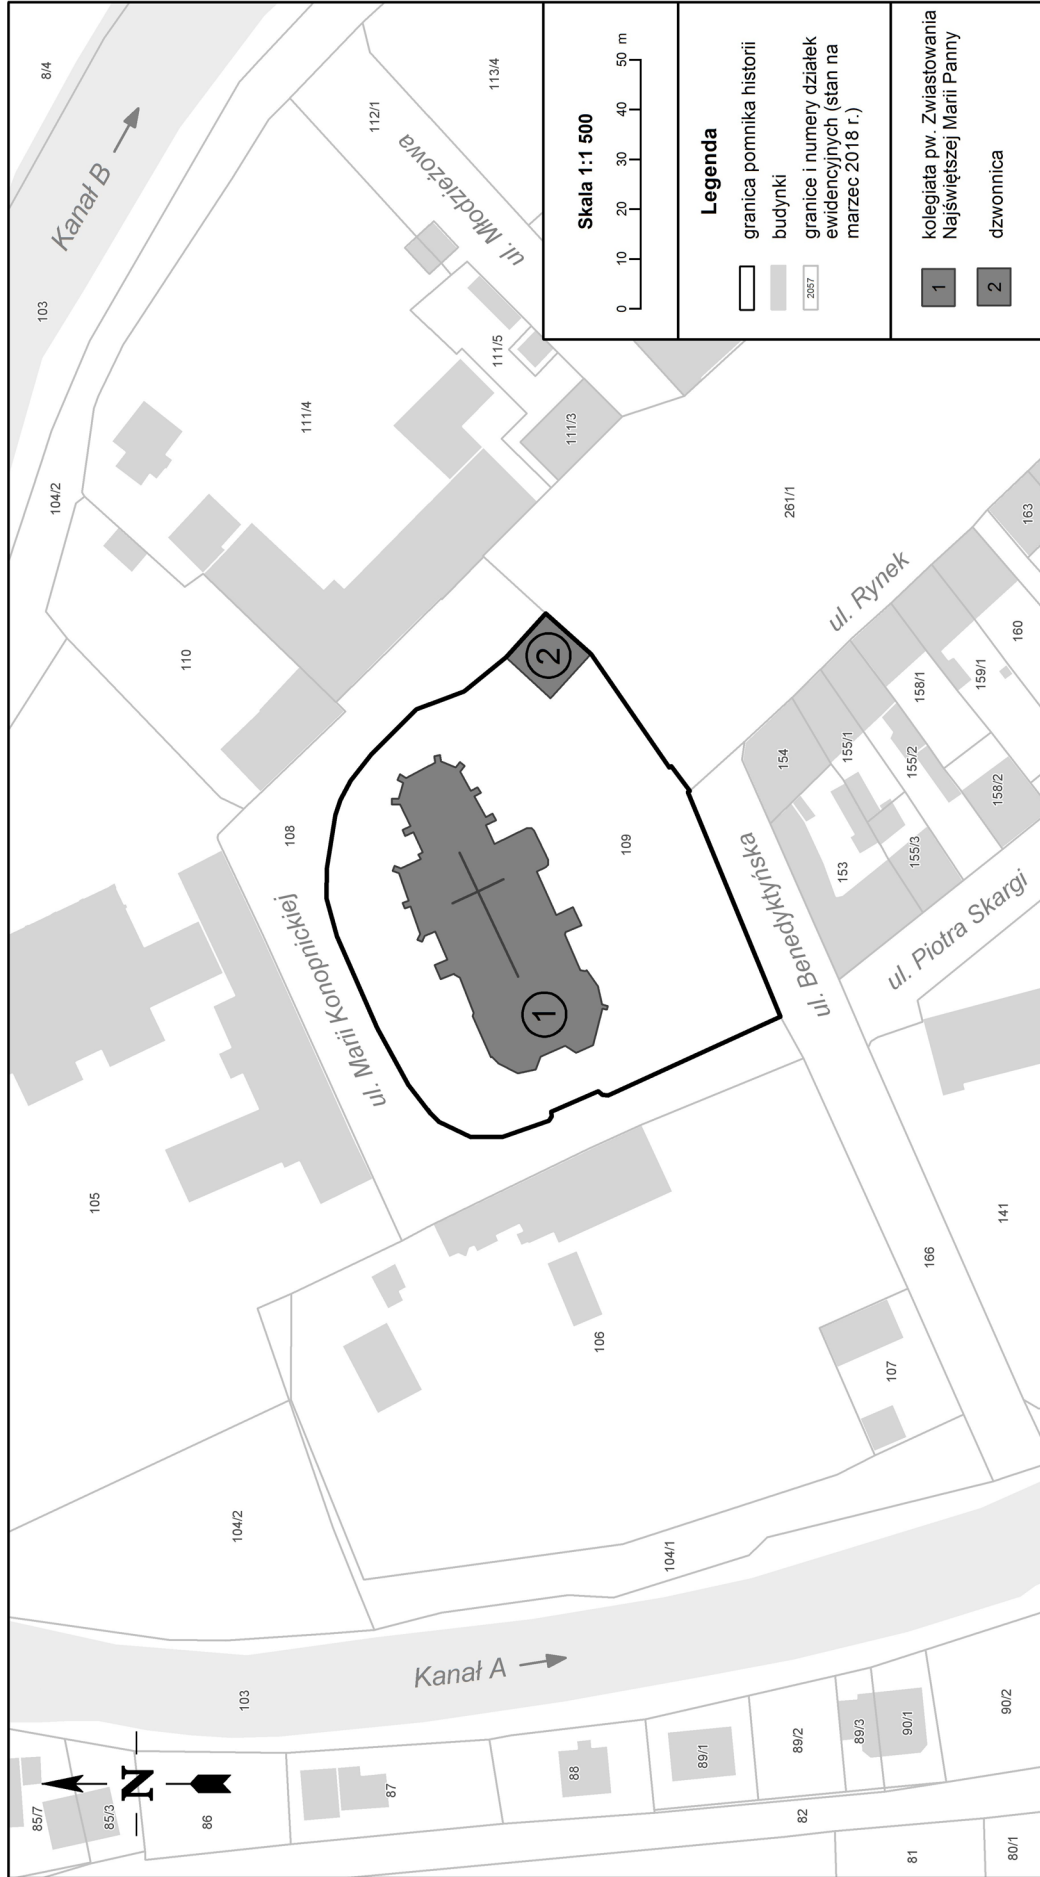 8/4
Kanał B
103
104/2
112/1
113/4
ul. Młodzieżowa
111/5
111/4
111/3
110
261/1
105
108
ul. Marii Konopnickiej
2
1
109
ul. Rynek
163
160
159/1
158/1
158/2
155/2
155/1
155/3
154
153
ul. Benedyktyńska
ul. Piotra Skargi
106
107
166
141
104/2
104/1
Kanał A
103
N
85/7
85/3
86
87
88
89/1
89/2
89/3
90/1
90/2
82
81
80/1
Skala 1:1 500
0 10 20 30 40 50 m
Legenda
granica pomnika historii
budynki
2057
granice i numery działek
ewidencyjnych (stan na
marzec 2018 r.)
1
kolegiata pw. Zwiastowania
Najświętszej Marii Panny
2
dzwonnica